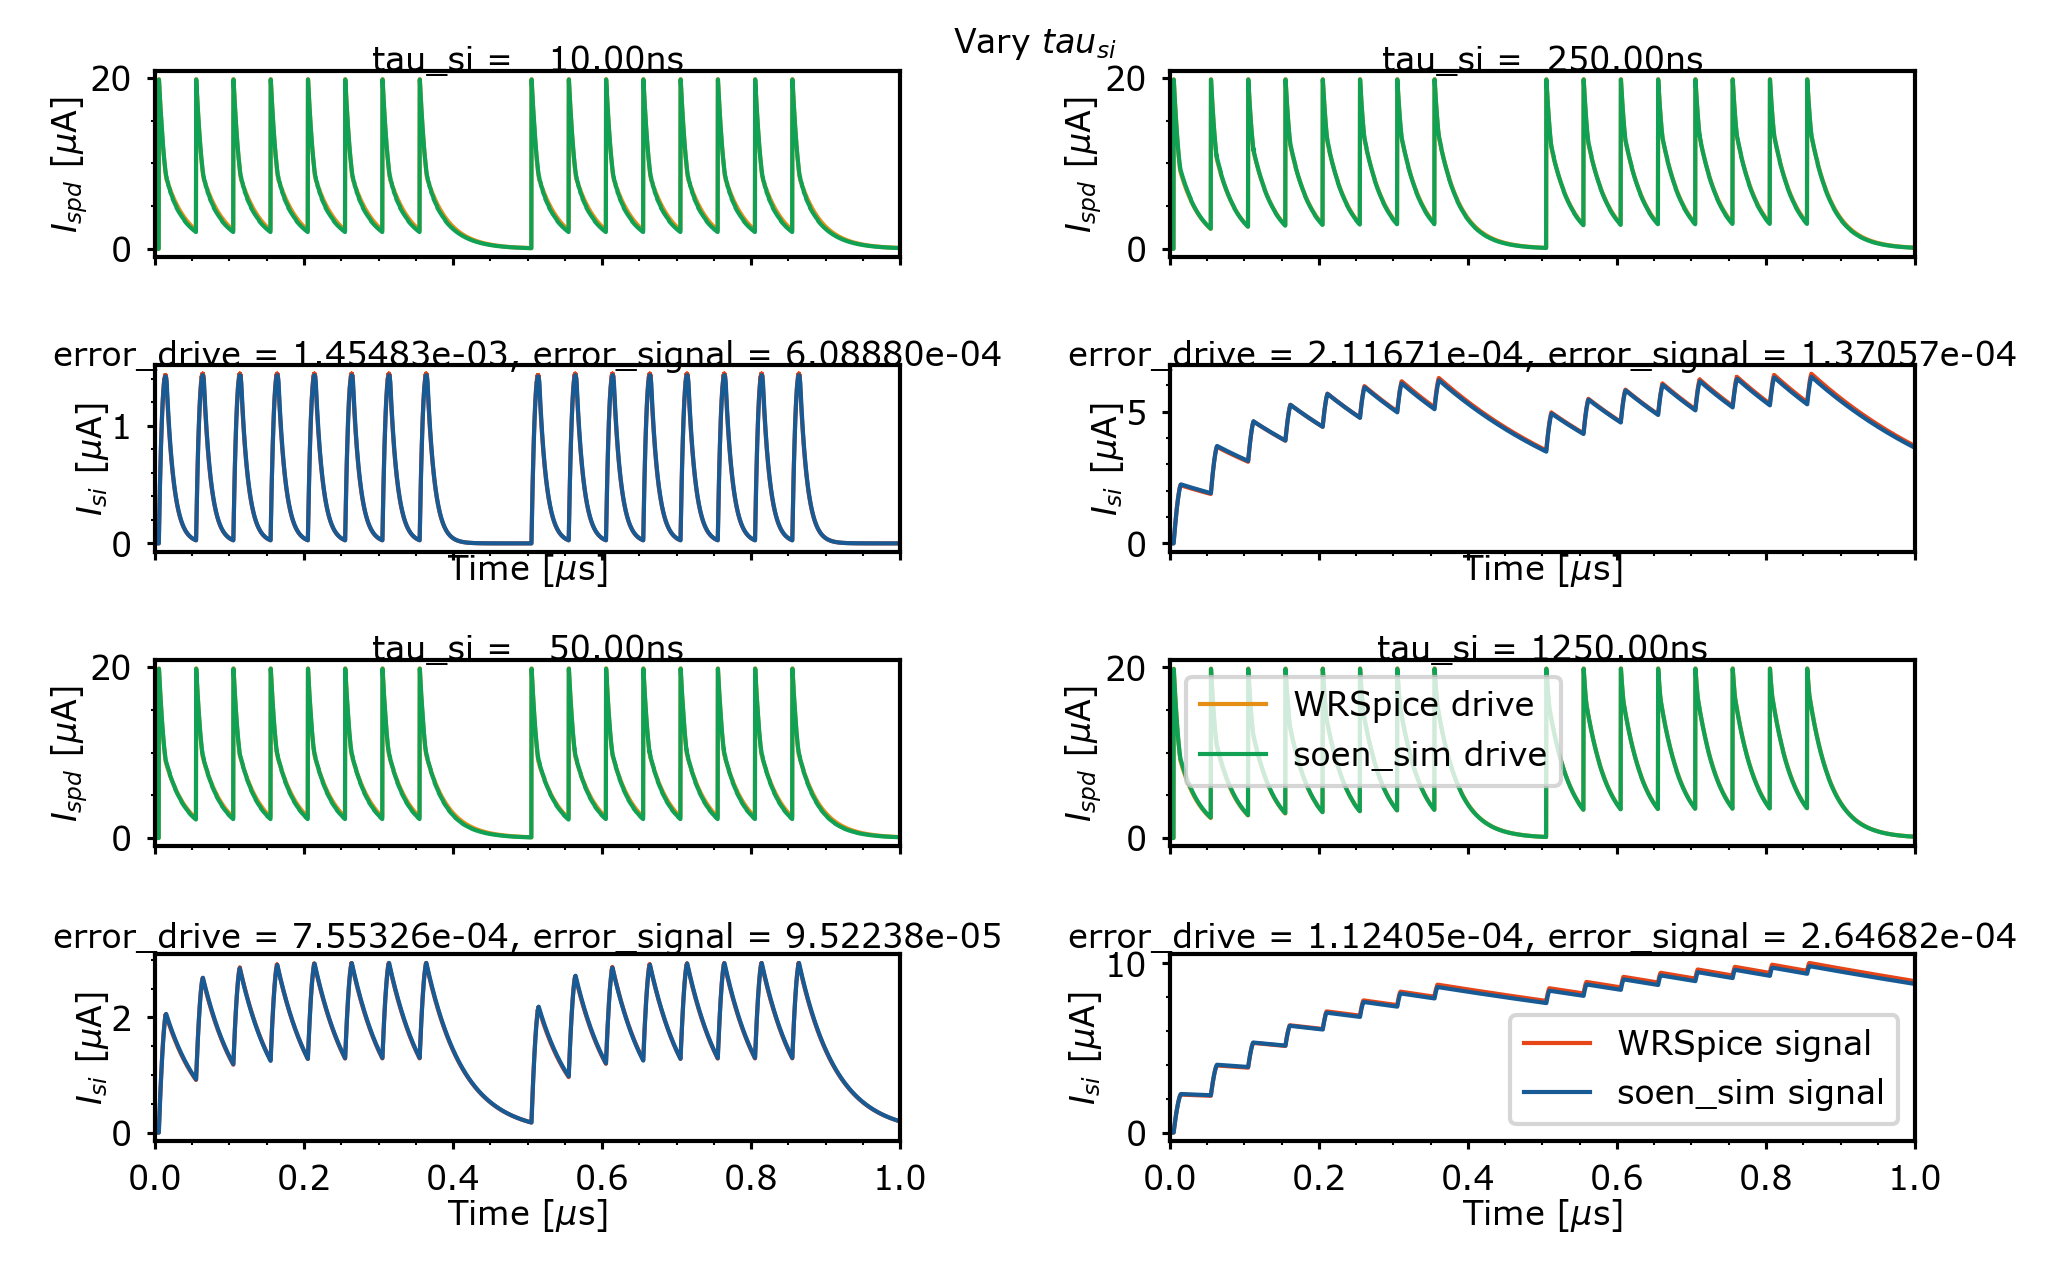 Vary tau_si
tau_si =   10.00ns
20
0
I_spd [μA]
error_drive = 1.45483e-03, error_signal = 6.08880e-04
1
0
I_si [μA]
Time [μs]
tau_si =  250.00ns
20
0
I_spd [μA]
error_drive = 2.11671e-04, error_signal = 1.37057e-04
5
0
I_si [μA]
Time [μs]
tau_si =   50.00ns
20
0
I_spd [μA]
error_drive = 7.55326e-04, error_signal = 9.52238e-05
2
0
I_si [μA]
0.0 0.2 0.4 0.6 0.8 1.0
Time [μs]
tau_si = 1250.00ns
20
0
I_spd [μA]
WRSpice drive
soen_sim drive
error_drive = 1.12405e-04, error_signal = 2.64682e-04
10
0
I_si [μA]
WRSpice signal
soen_sim signal
0.0 0.2 0.4 0.6 0.8 1.0
Time [μs]